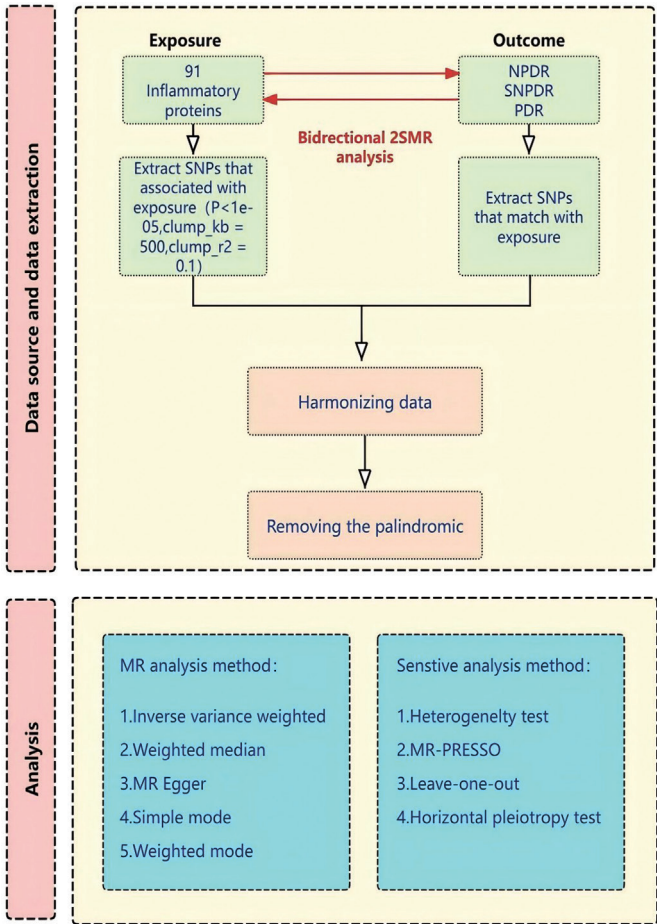 Data source and data extraction
Exposure
Outcome
91
Inflammatory
proteins
NPDR
SNPDR
PDR
Bidrectional 2SMR
analysis
Extract SNPs that
associated with
exposure (P<1e-
05,clump_kb =
500,clump_r2 =
0.1)
Extract SNPs
that match with
exposure
Harmonizing data
Removing the palindromic
Analysis
MR analysis method:
1.Inverse variance weighted
2.Weighted median
3.MR Egger
4.Simple mode
5.Weighted mode
Senstive analysis method:
1.Heterogenelty test
2.MR-PRESSO
3.Leave-one-out
4.Horizontal pleiotropy test